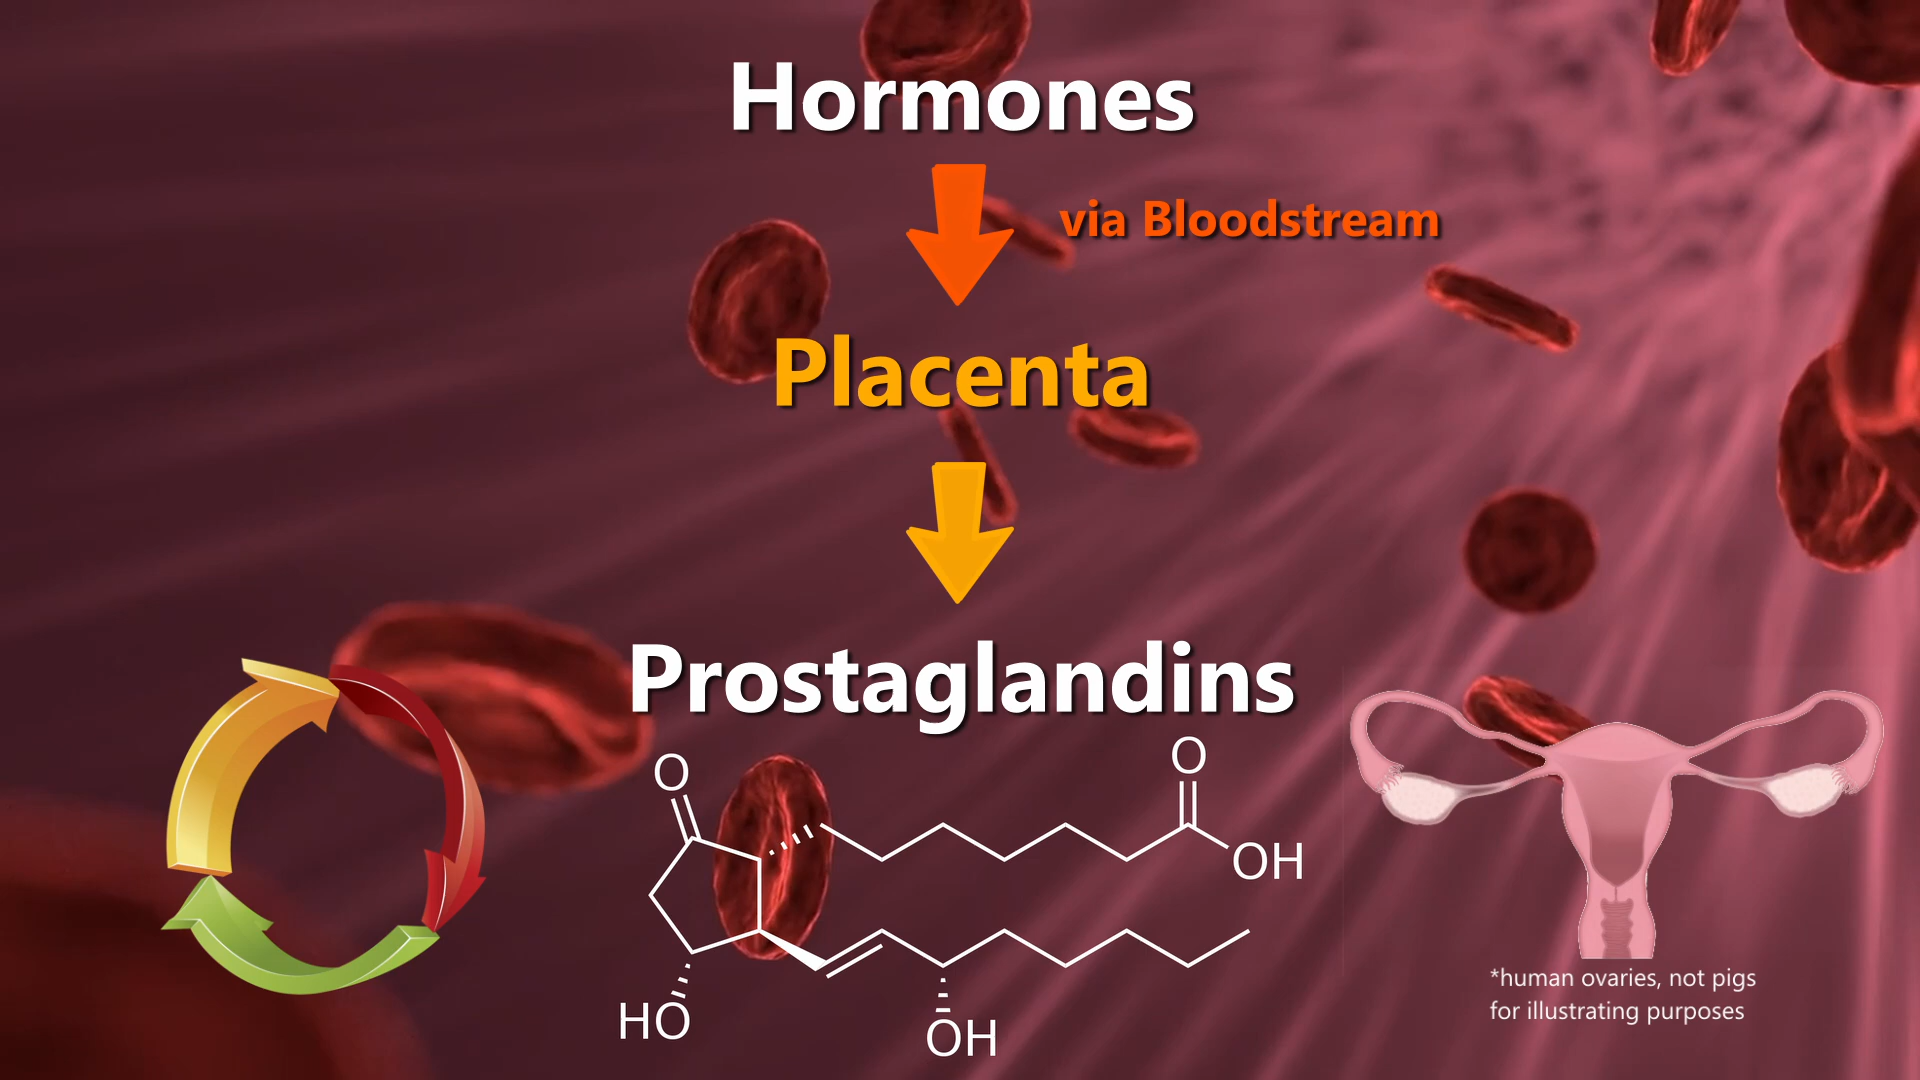 Hormones
via Bloodstream
Placenta
Prostaglandins
O
O
OH
HO
OH
*human ovaries, not pigs
for illustrating purposes